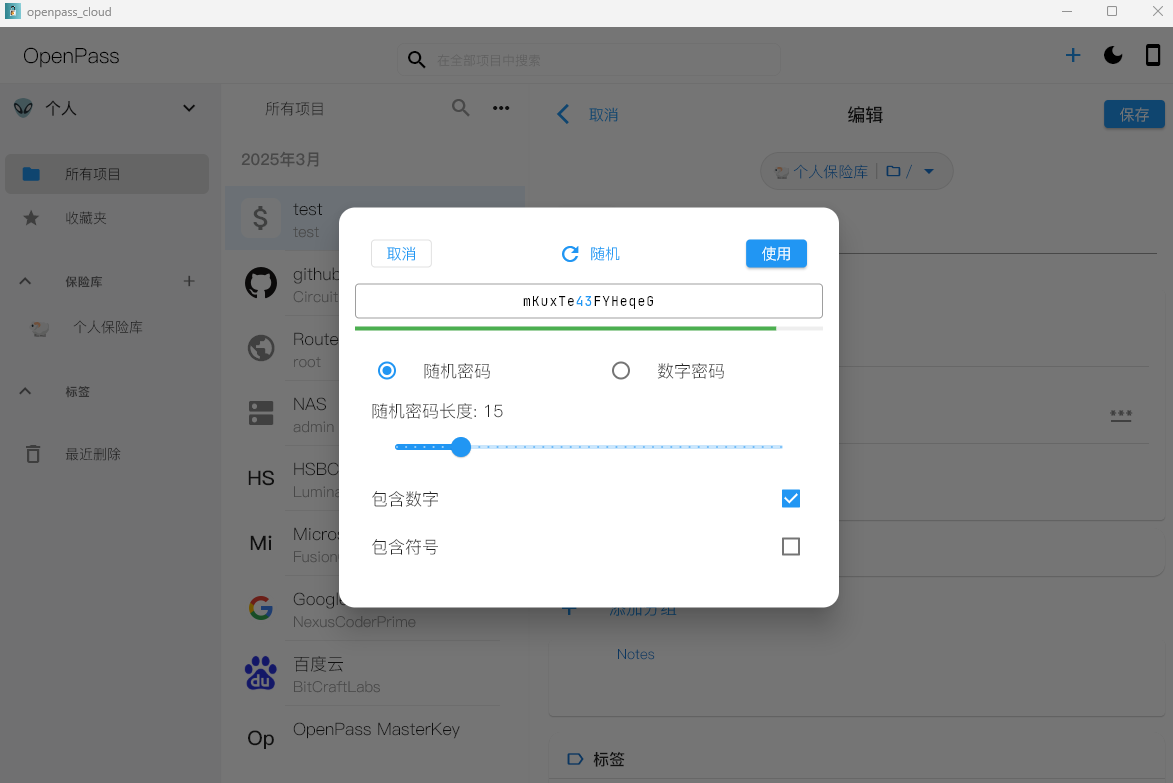 openpass_cloud
OpenPass
在全部项目中搜索
个人
所有项目
收藏夹
保险库
个人保险库
标签
最近删除
所有项目
2025年3月
test
test
github
Circuit
Route
root
NAS
admin
HS
HSBC
Lumina
Mi
Micros
Fusion
Google
NexusCoderPrime
du
百度云
BitCraftLabs
Op
OpenPass MasterKey
取消
编辑
保存
个人保险库
/
取消
随机
使用
mKuxTe43FYHeqeG
随机密码
数字密码
随机密码长度: 15
包含数字
包含符号
添加分组
Notes
标签